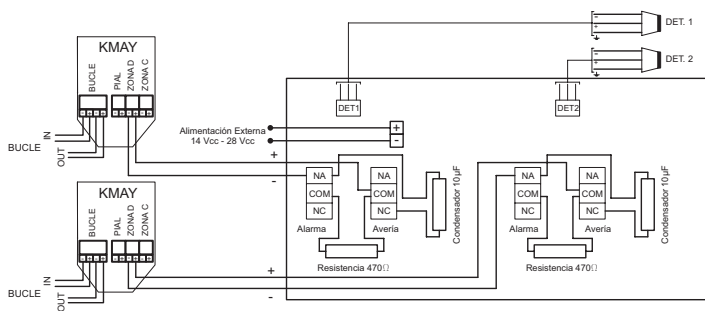 DET. 1
DET. 2
KMAY
BUCLE
PIAL
ZONA D
ZONA C
- + - +
- + - + - +
BUCLE
IN
OUT
DET1
DET2
Alimentación Externa
14 Vcc - 28 Vcc
+
-
+
-
NA
COM
NC
Alarma
NA
COM
NC
Avería
Condensador 10µF
Resistencia 470Ω
NA
COM
NC
Alarma
NA
COM
NC
Avería
Condensador 10µF
Resistencia 470Ω
KMAY
BUCLE
PIAL
ZONA D
ZONA C
BUCLE
IN
OUT
+
-